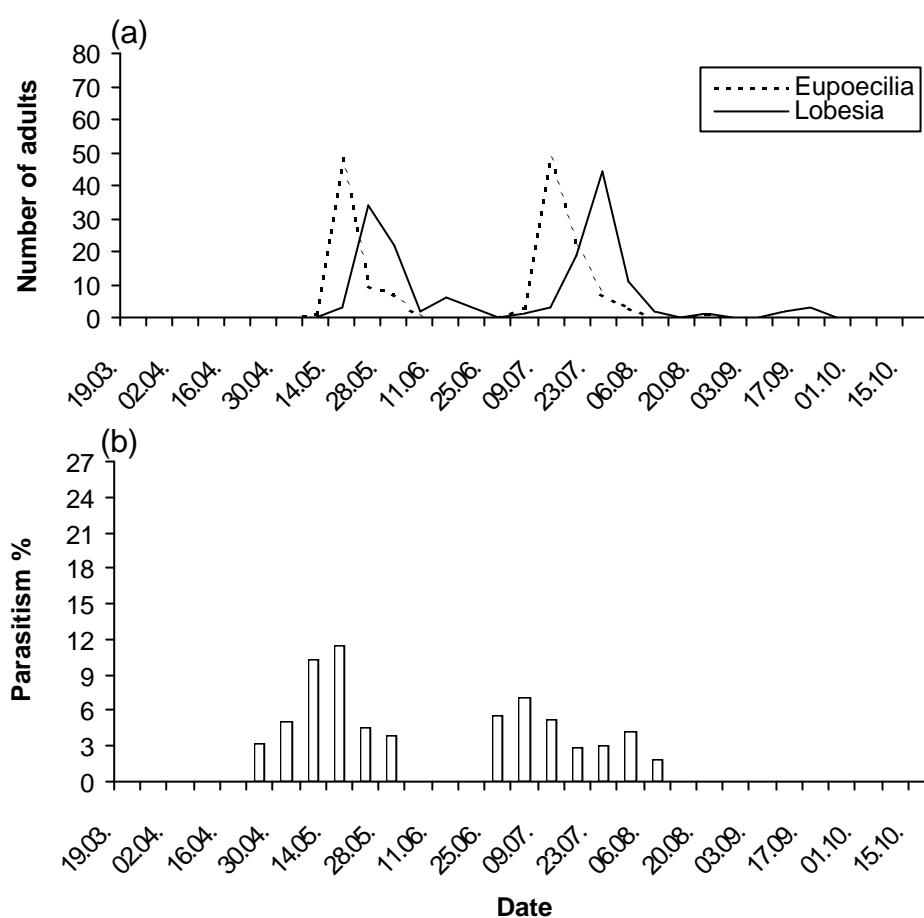 (a)
Number of adults
80
70
60
50
40
30
20
10
0
Eupoecilia
Lobesia
19.03. 02.04. 16.04. 30.04. 14.05. 28.05. 11.06. 25.06. 09.07. 23.07. 06.08. 20.08. 03.09. 17.09. 01.10. 15.10.
(b)
Parasitism %
27
24
21
18
15
12
9
6
3
0
19.03. 02.04. 16.04. 30.04. 14.05. 28.05. 11.06. 25.06. 09.07. 23.07. 06.08. 20.08. 03.09. 17.09. 01.10. 15.10.
Date